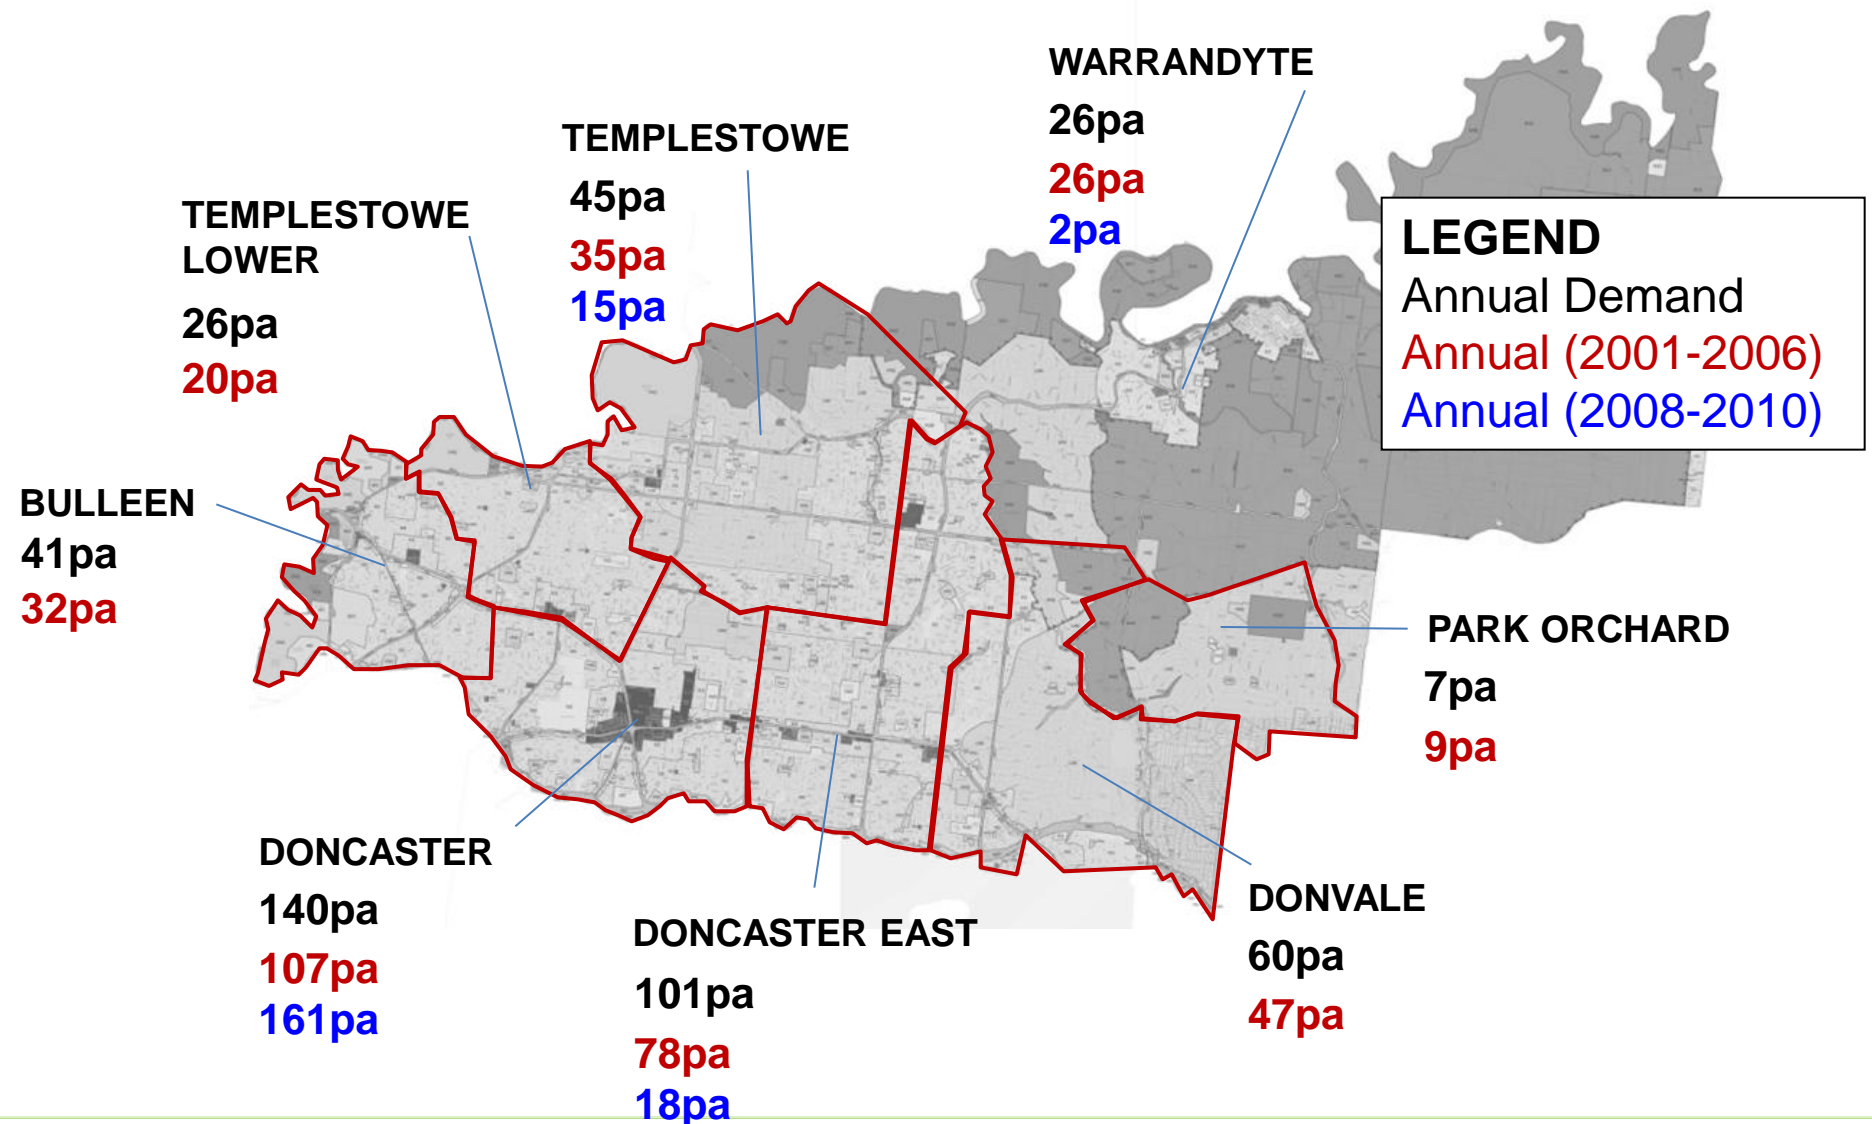 WARRANDYTE
26pa
26pa
2pa
TEMPLESTOWE
45pa
35pa
15pa
TEMPLESTOWE
LOWER
26pa
20pa
LEGEND
Annual Demand
Annual (2001-2006)
Annual (2008-2010)
BULLEEN
41pa
32pa
PARK ORCHARD
7pa
9pa
DONCASTER
140pa
107pa
161pa
DONCASTER EAST
101pa
78pa
18pa
DONVALE
60pa
47pa